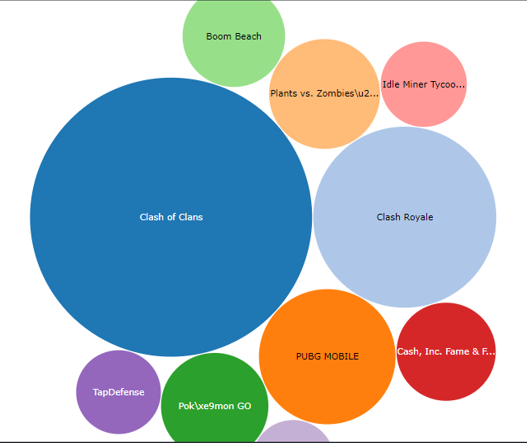 Boom Beach
Plants vs. Zombies\u2...
Idle Miner Tycoo...
Clash of Clans
Clash Royale
PUBG MOBILE
Cash, Inc. Fame & F...
TapDefense
Pok\xe9mon GO